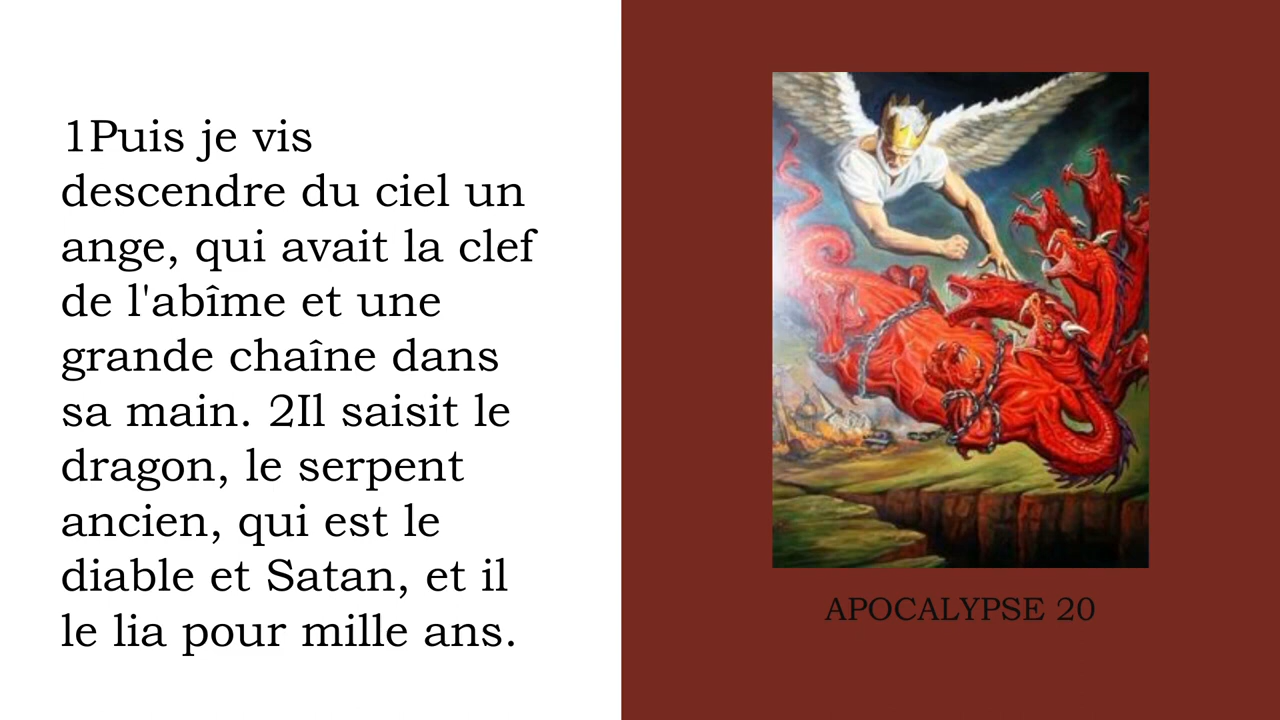 1Puis je vis
descendre du ciel un
ange, qui avait la clef
de l'abîme et une
grande chaîne dans
sa main. 2Il saisit le
dragon, le serpent
ancien, qui est le
diable et Satan, et il
le lia pour mille ans.
APOCALYPSE 20